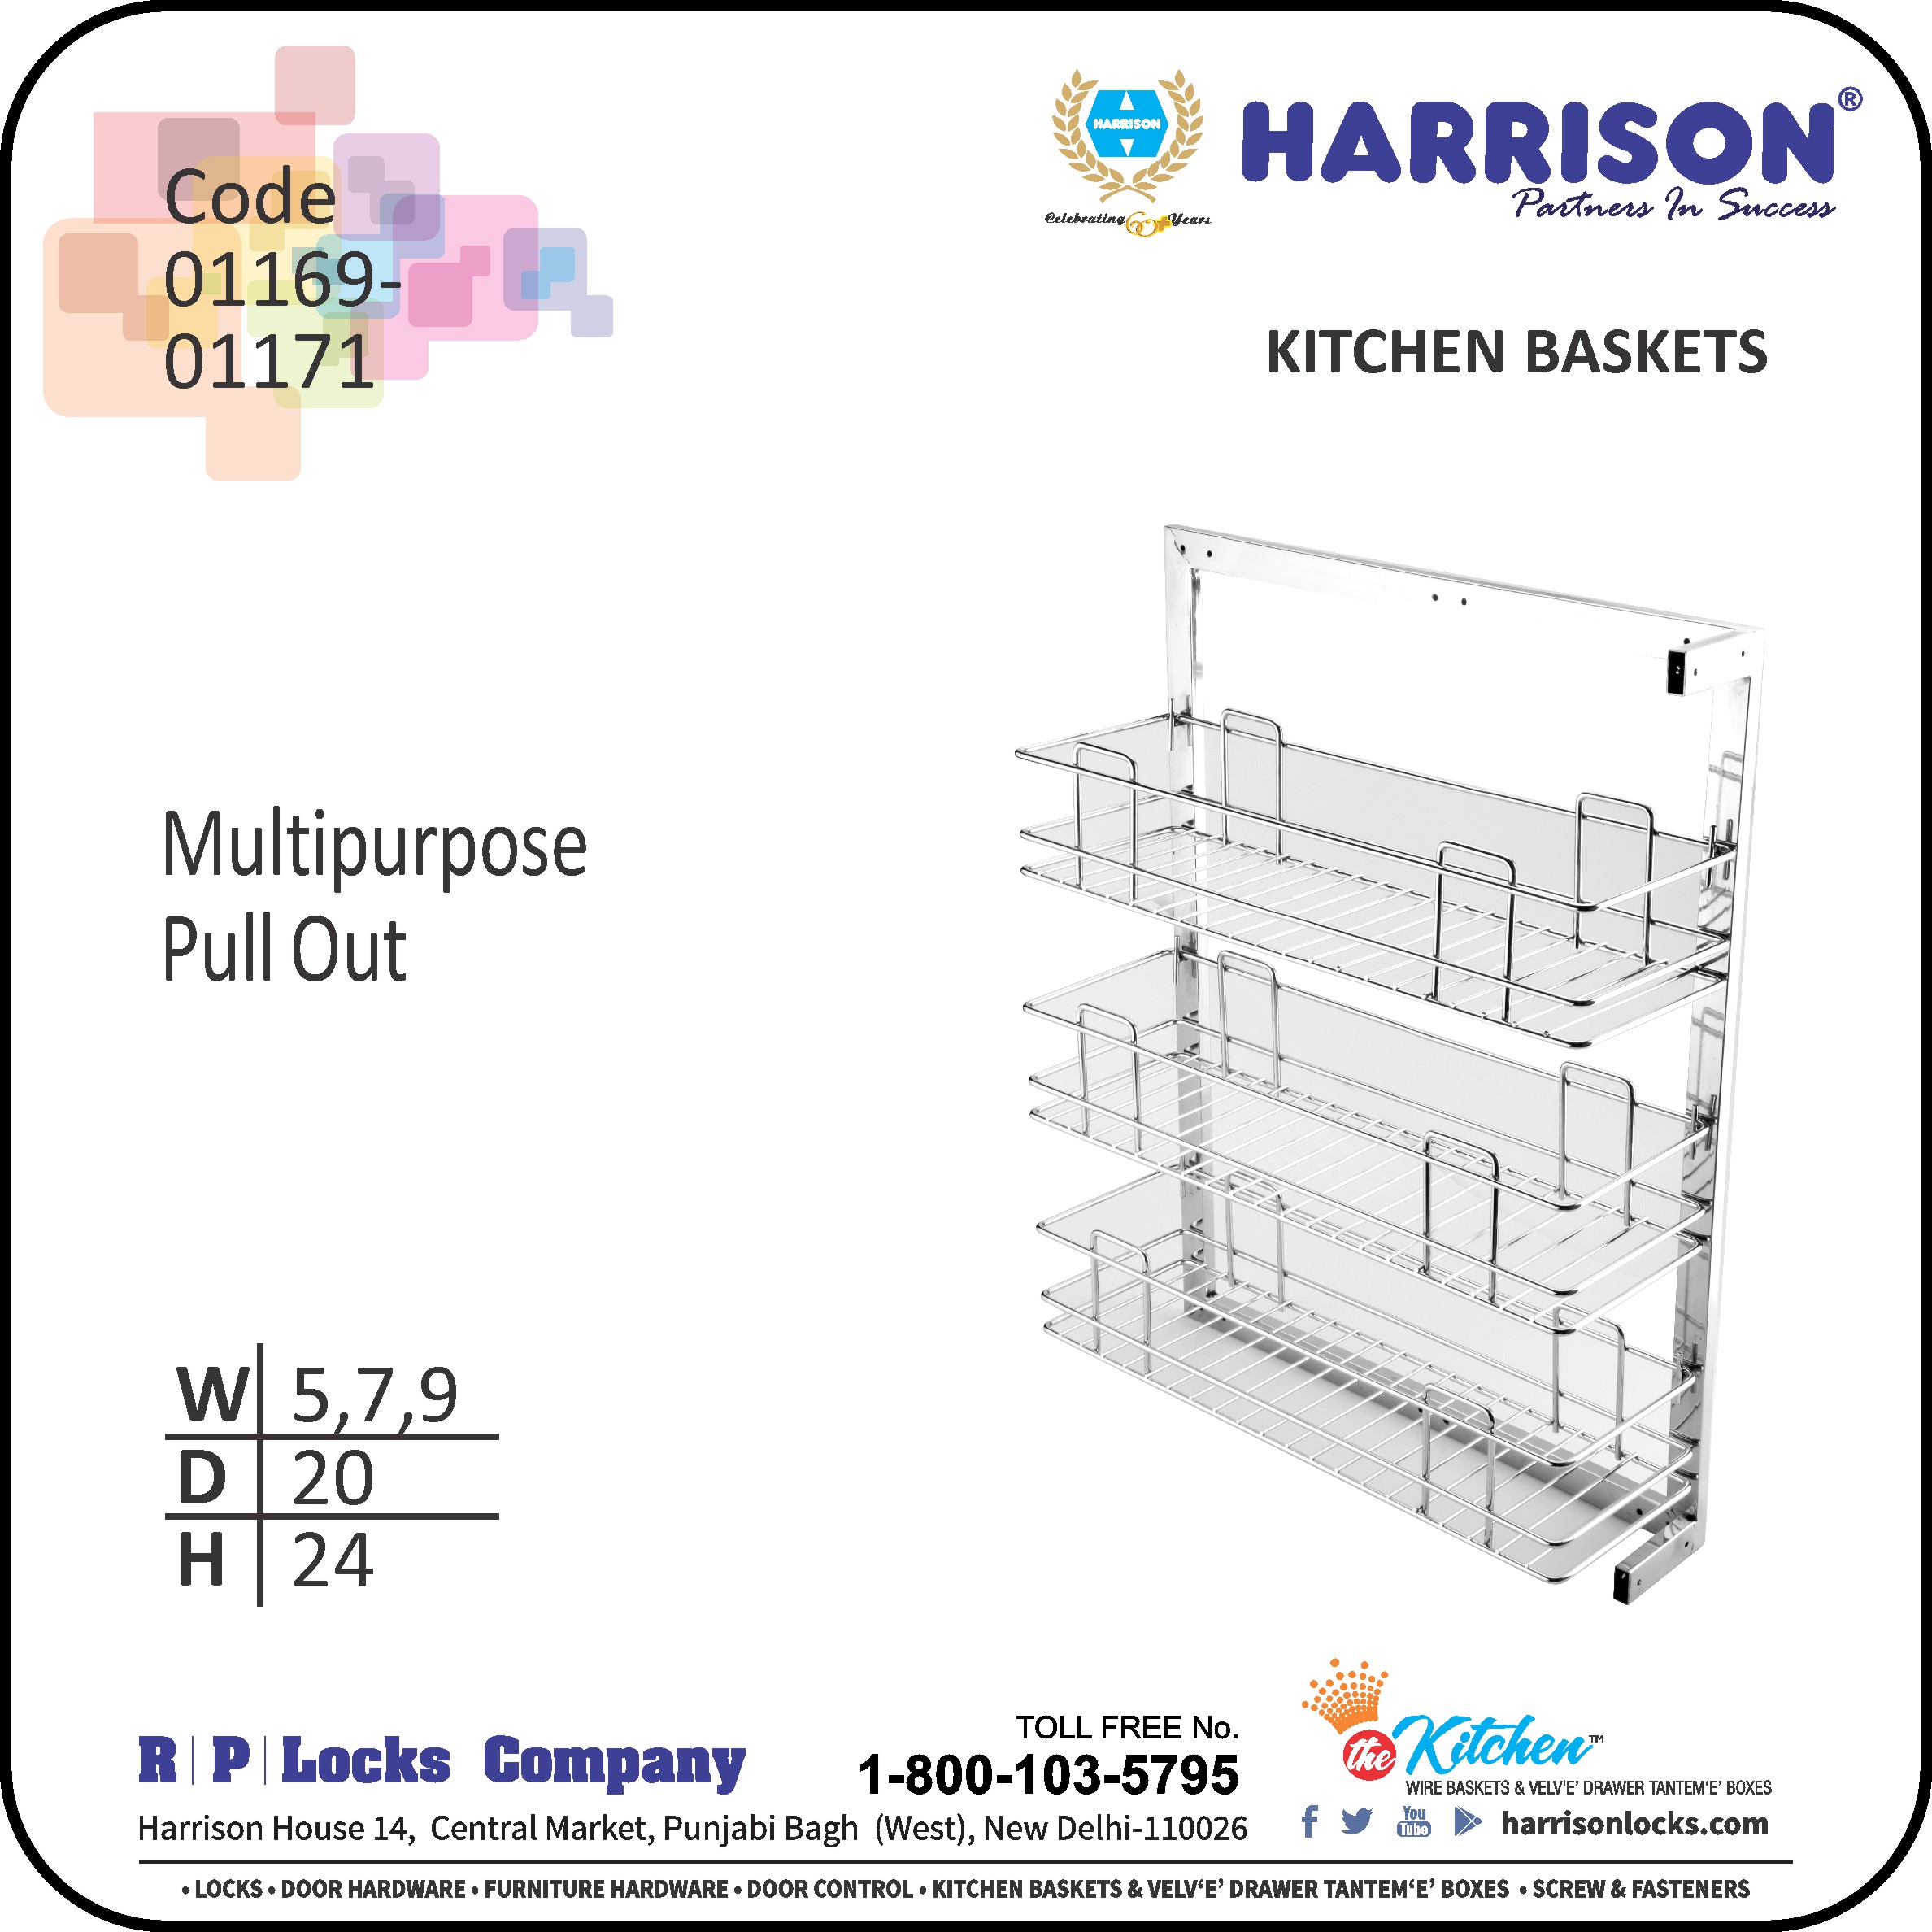 Code
01169-
01171
HARRISON
Celebrating 60+ Years
HARRISON®
Partners In Success
KITCHEN BASKETS
Multipurpose
Pull Out
W 5,7,9
D 20
H 24
R P Locks Company
TOLL FREE No.
1-800-103-5795
the Kitchen™
WIRE BASKETS & VELV'E' DRAWER TANTEM'E' BOXES
Harrison House 14, Central Market, Punjabi Bagh (West), New Delhi-110026
f You Tube harrisonlocks.com
• LOCKS • DOOR HARDWARE • FURNITURE HARDWARE • DOOR CONTROL • KITCHEN BASKETS & VELV‘E’ DRAWER TANTEM‘E’ BOXES • SCREW & FASTENERS